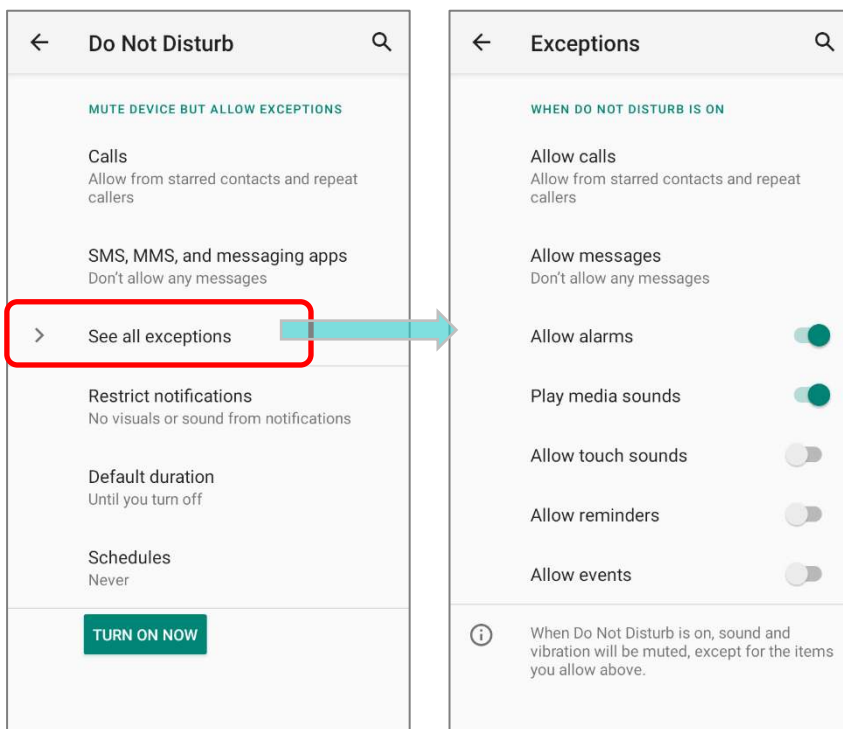 Do Not Disturb
MUTE DEVICE BUT ALLOW EXCEPTIONS
Calls
Allow from starred contacts and repeat
callers
SMS, MMS, and messaging apps
Don't allow any messages
See all exceptions
Restrict notifications
No visuals or sound from notifications
Default duration
Until you turn off
Schedules
Never
TURN ON NOW
Exceptions
WHEN DO NOT DISTURB IS ON
Allow calls
Allow from starred contacts and repeat
callers
Allow messages
Don't allow any messages
Allow alarms
Play media sounds
Allow touch sounds
Allow reminders
Allow events
When Do Not Disturb is on, sound and
vibration will be muted, except for the items
you allow above.